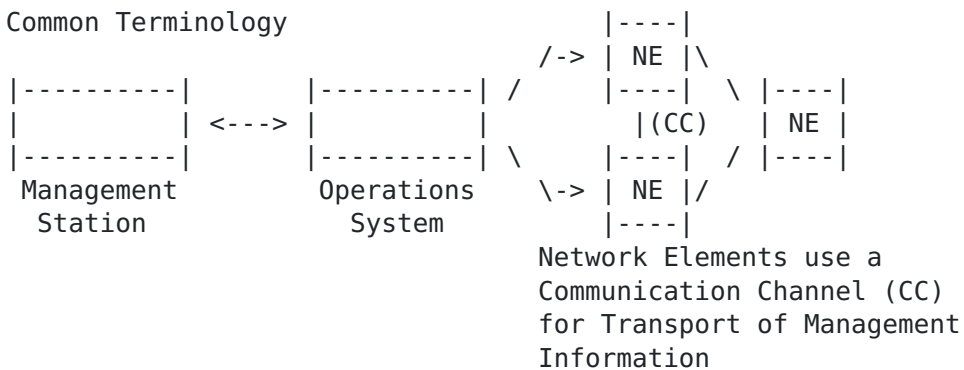 Common Terminology                     |----|
                                   /-> | NE |\
|----------|        |----------| /     |----|  \ |----|
|          | <---> |           |        |(CC)   | NE |
|----------|        |----------| \     |----|  / |----|
 Management          Operations    \-> | NE |/
  Station              System          |----|
                                   Network Elements use a
                                   Communication Channel (CC)
                                   for Transport of Management
                                   Information